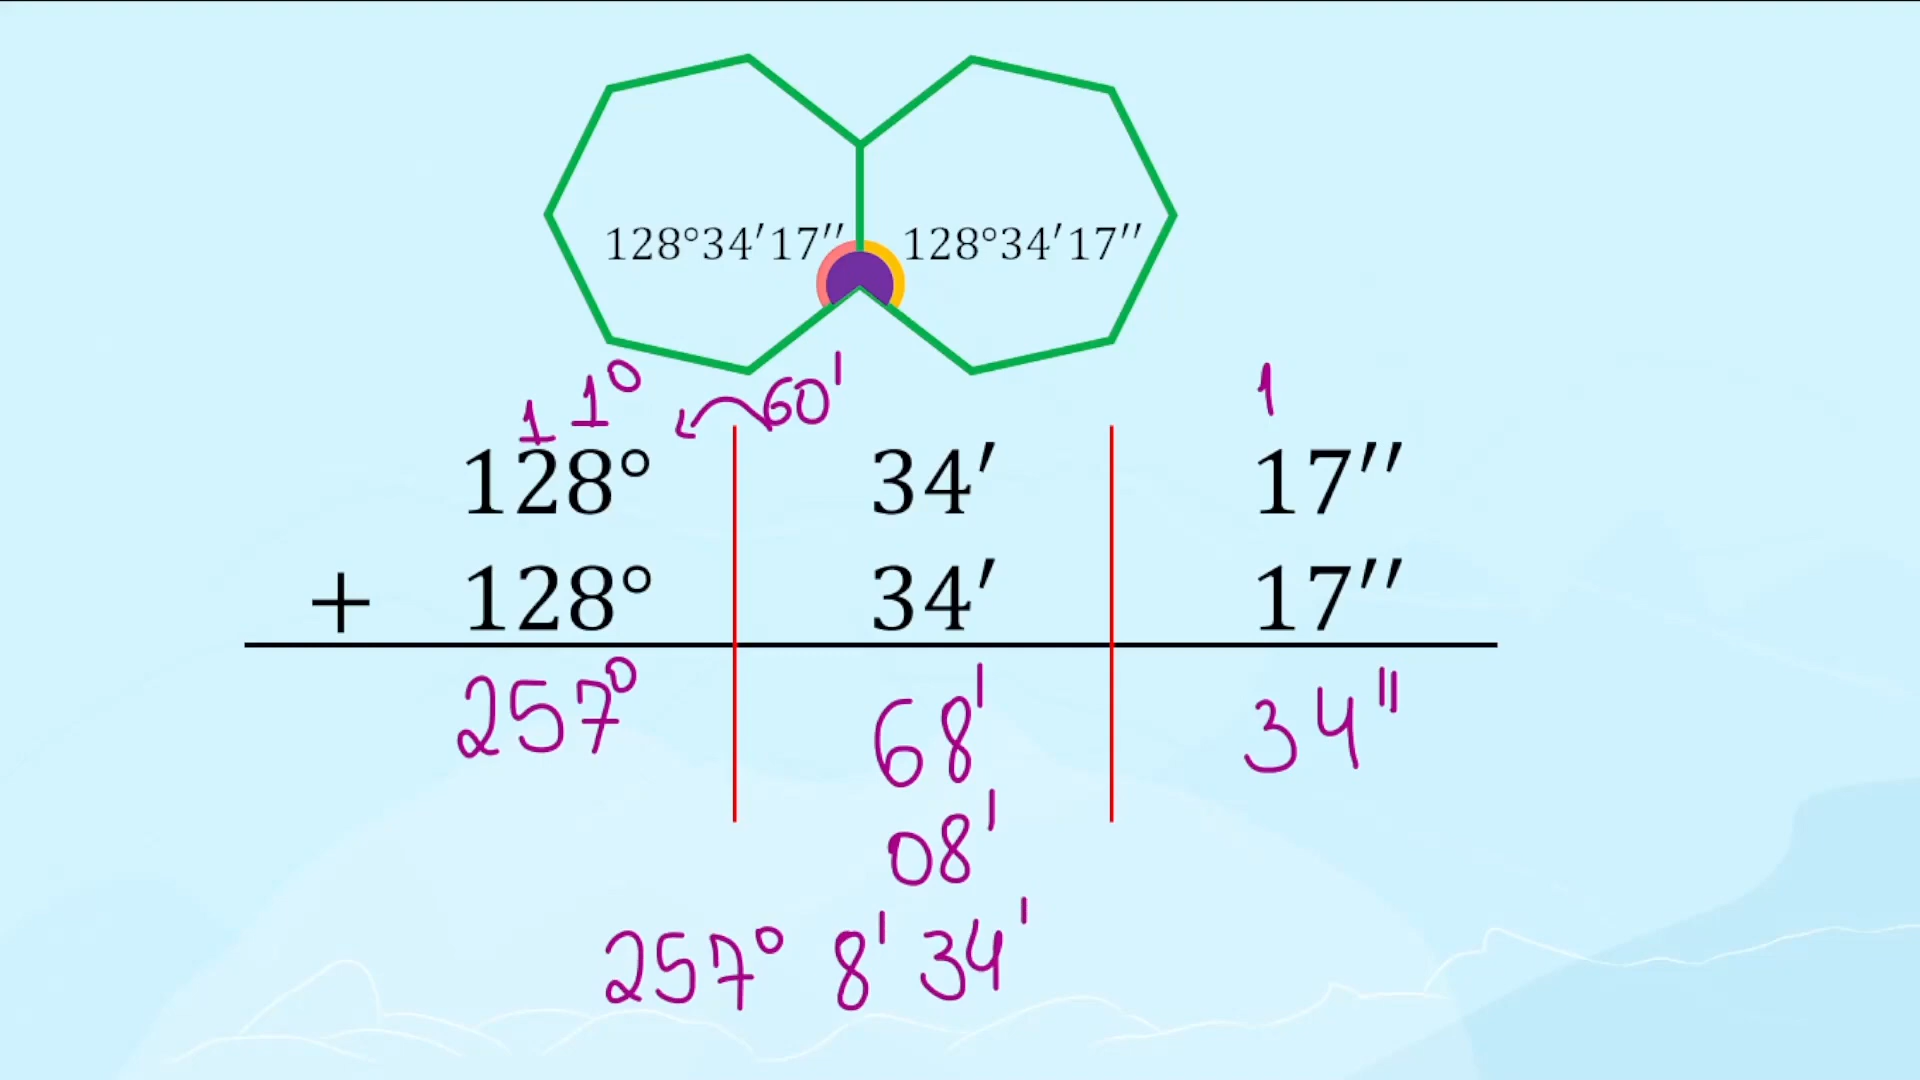 128°34′17′′ 128°34′17′′
1 1° 60' 1
128° 34′ 17′′
+ 128° 34′ 17′′
257° 68' 34"
08'
257° 8' 34'